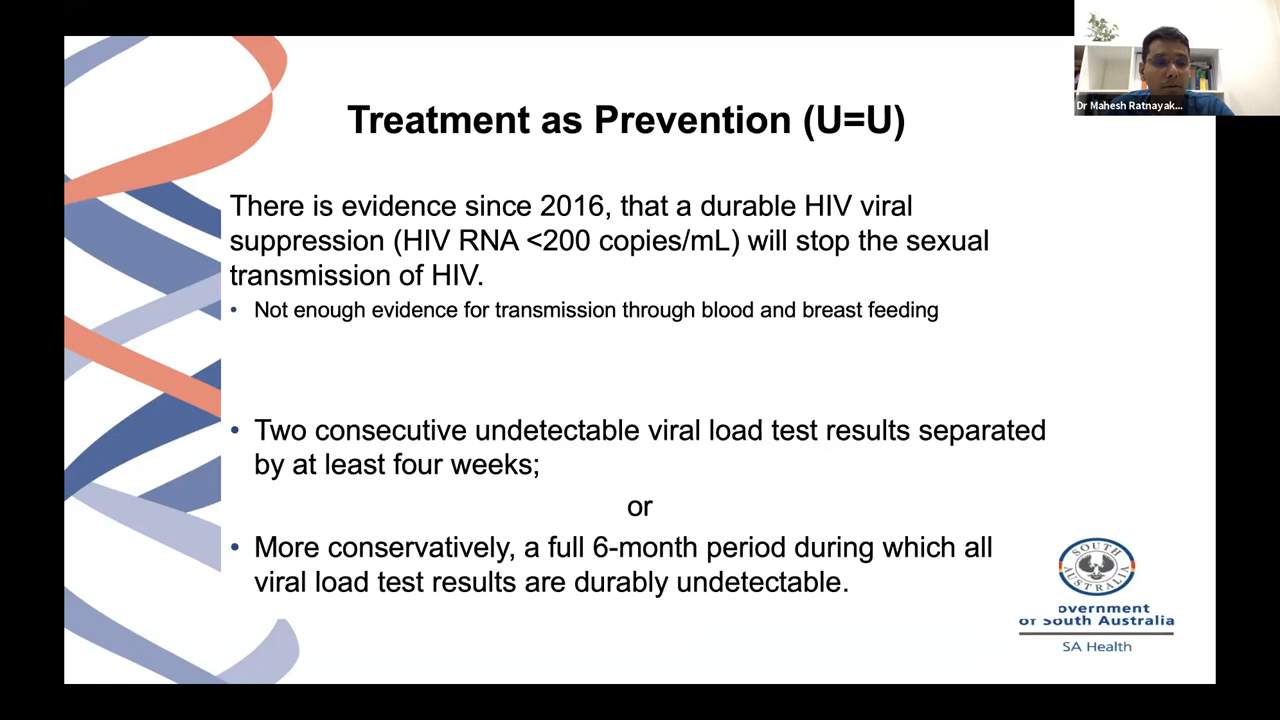 Dr Mahesh Ratnayak...
Treatment as Prevention (U=U)
There is evidence since 2016, that a durable HIV viral
suppression (HIV RNA <200 copies/mL) will stop the sexual
transmission of HIV.
• Not enough evidence for transmission through blood and breast feeding
• Two consecutive undetectable viral load test results separated
by at least four weeks;
or
• More conservatively, a full 6-month period during which all
viral load test results are durably undetectable.
SOUTH
AUSTRALIA
overnment
of South Australia
SA Health